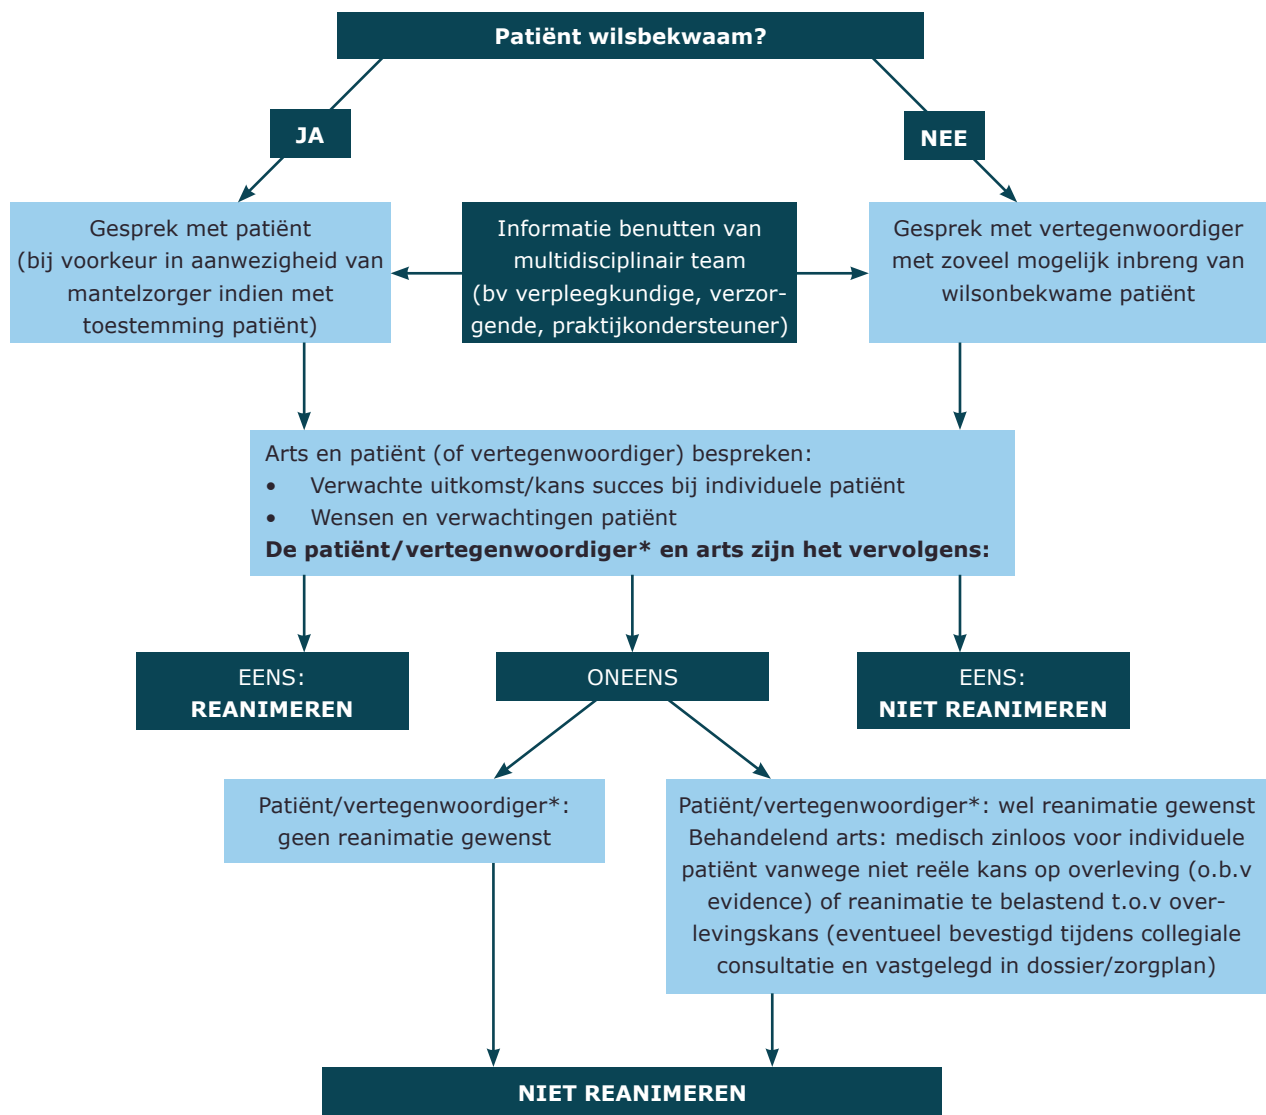 Patiënt wilsbekwaam?
JA
NEE
Gesprek met patiënt
(bij voorkeur in aanwezigheid van
mantelzorger indien met
toestemming patiënt)
Informatie benutten van
multidisciplinair team
(bv verpleegkundige, verzor-
gende, praktijkondersteuner)
Gesprek met vertegenwoordiger
met zoveel mogelijk inbreng van
wilsonbekwame patiënt
Arts en patiënt (of vertegenwoordiger) bespreken:
• Verwachte uitkomst/kans succes bij individuele patiënt
• Wensen en verwachtingen patiënt
De patiënt/vertegenwoordiger* en arts zijn het vervolgens:
EENS:
REANIMEREN
ONEENS
EENS:
NIET REANIMEREN
Patiënt/vertegenwoordiger*:
geen reanimatie gewenst
Patiënt/vertegenwoordiger*: wel reanimatie gewenst
Behandelend arts: medisch zinloos voor individuele
patiënt vanwege niet reële kans op overleving (o.b.v
evidence) of reanimatie te belastend t.o.v over-
levingskans (eventueel bevestigd tijdens collegiale
consultatie en vastgelegd in dossier/zorgplan)
NIET REANIMEREN